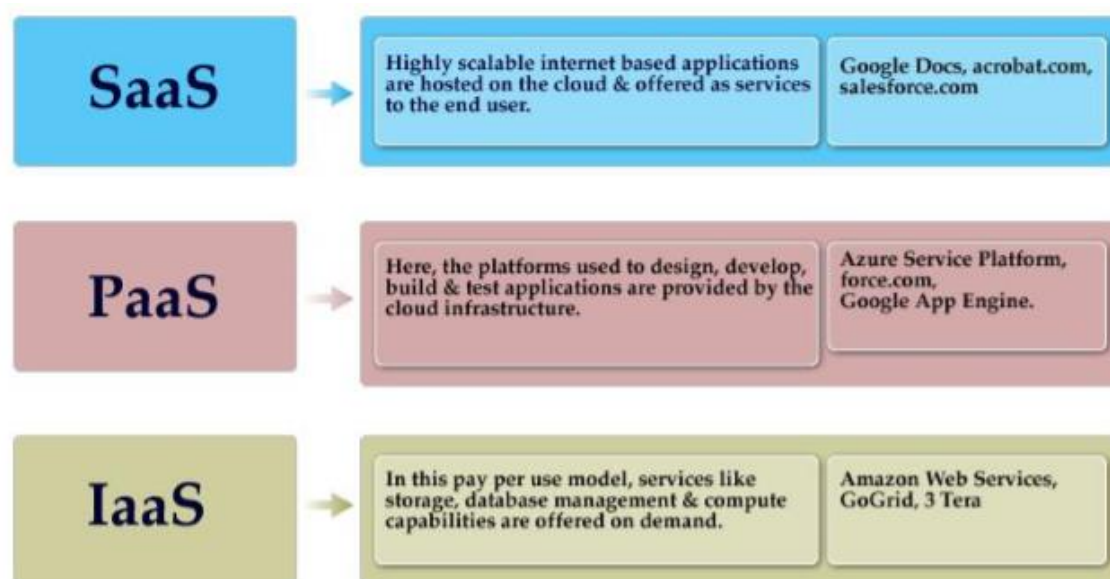 SaaS
Highly scalable internet based applications
are hosted on the cloud & offered as services
to the end user.
Google Docs, acrobat.com,
salesforce.com
PaaS
Here, the platforms used to design, develop,
build & test applications are provided by the
cloud infrastructure.
Azure Service Platform,
force.com,
Google App Engine.
IaaS
In this pay per use model, services like
storage, database management & compute
capabilities are offered on demand.
Amazon Web Services,
GoGrid, 3 Tera